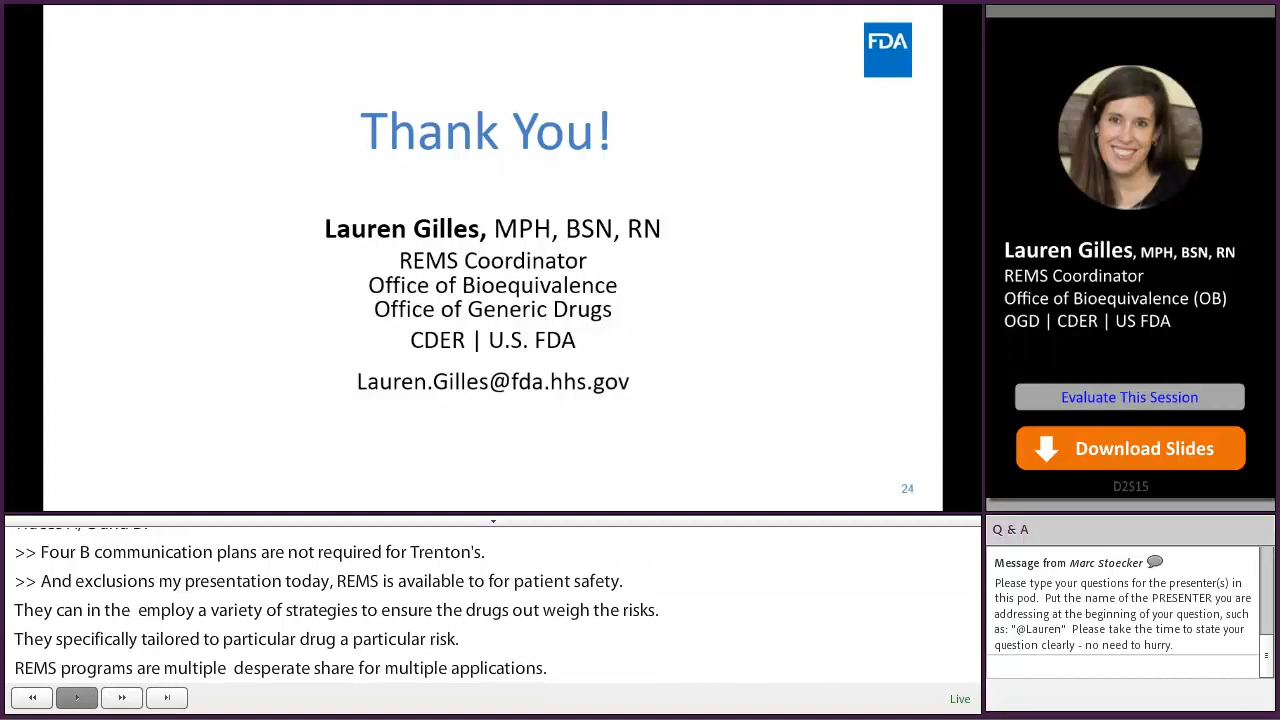 FDA
Thank You!
Lauren Gilles, MPH, BSN, RN
REMS Coordinator
Office of Bioequivalence
Office of Generic Drugs
CDER | U.S. FDA
Lauren.Gilles@fda.hhs.gov
24
Lauren Gilles, MPH, BSN, RN
REMS Coordinator
Office of Bioequivalence (OB)
OGD | CDER | US FDA
Evaluate This Session
Download Slides
D2S15
>> Four B communication plans are not required for Trenton's.
>> And exclusions my presentation today, REMS is available to for patient safety.
They can in the employ a variety of strategies to ensure the drugs out weigh the risks.
They specifically tailored to particular drug a particular risk.
REMS programs are multiple desperate share for multiple applications.
Live
Q & A
Message from Marc Stoecker
Please type your questions for the presenter(s) in
this pod. Put the name of the PRESENTER you are
addressing at the beginning of your question, such
as: "@Lauren" Please take the time to state your
question clearly - no need to hurry.